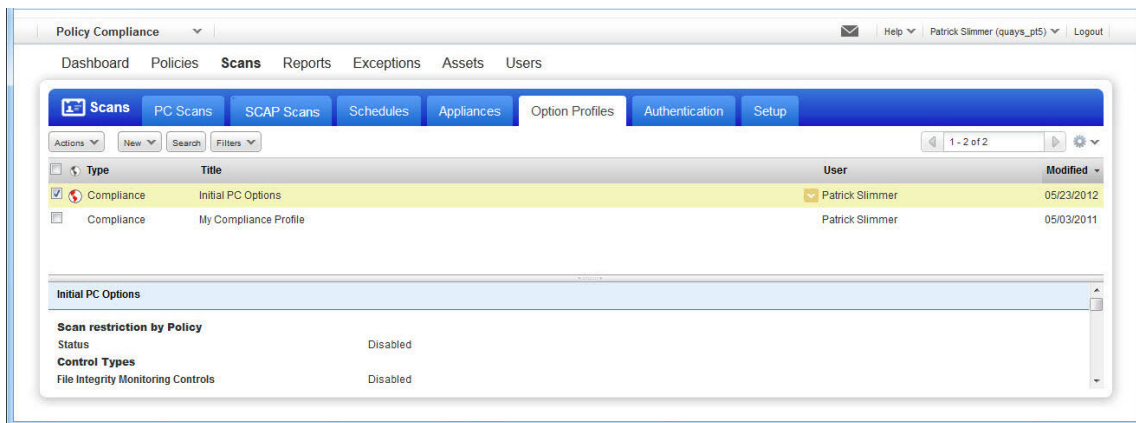 Policy Compliance Help Patrick Slimmer (quays_pt5) Logout
Dashboard Policies Scans Reports Exceptions Assets Users
Scans PC Scans SCAP Scans Schedules Appliances Option Profiles Authentication Setup
Actions New Search Filters 1 - 2 of 2
Type Title User Modified
Compliance Initial PC Options Patrick Slimmer 05/23/2012
Compliance My Compliance Profile Patrick Slimmer 05/03/2011
Initial PC Options
Scan restriction by Policy
Status Disabled
Control Types
File Integrity Monitoring Controls Disabled